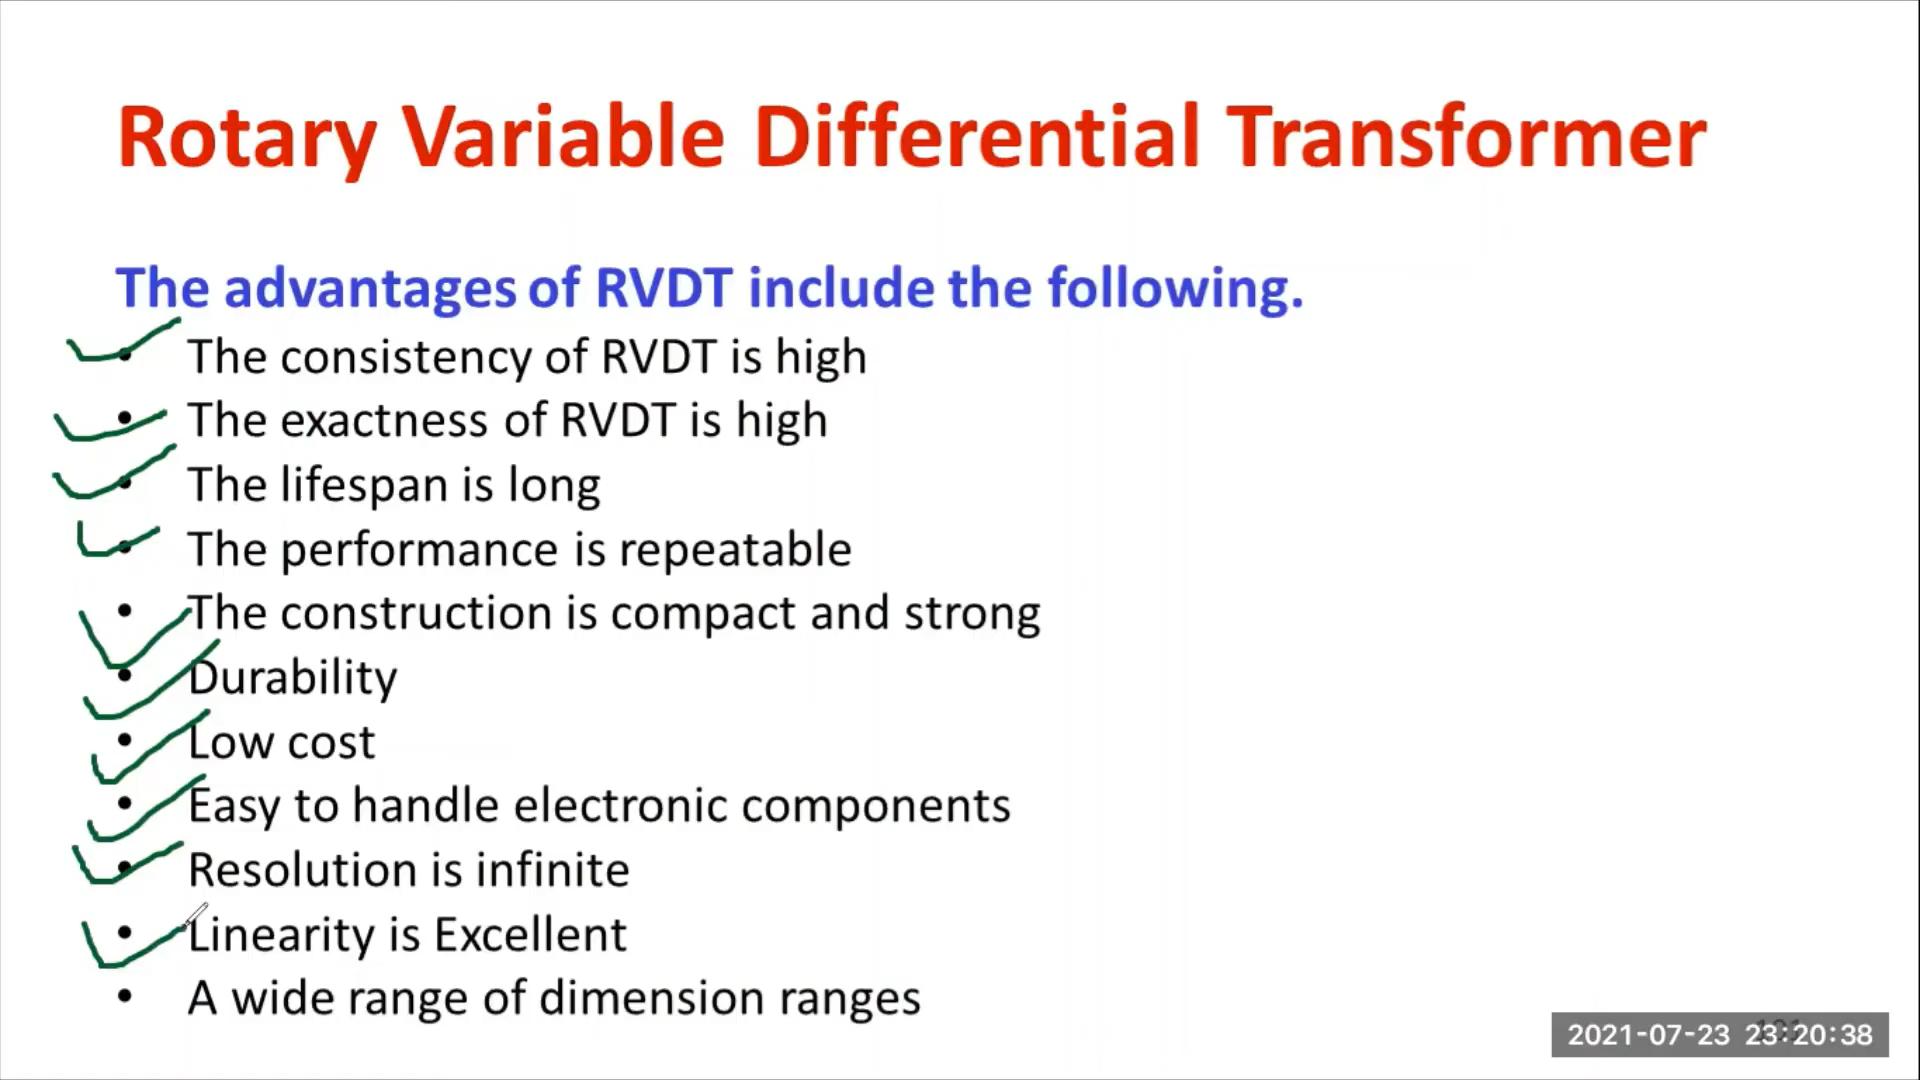 Rotary Variable Differential Transformer
The advantages of RVDT include the following.
• The consistency of RVDT is high
• The exactness of RVDT is high
• The lifespan is long
• The performance is repeatable
• The construction is compact and strong
• Durability
• Low cost
• Easy to handle electronic components
• Resolution is infinite
• Linearity is Excellent
• A wide range of dimension ranges
2021-07-23 23:20:38